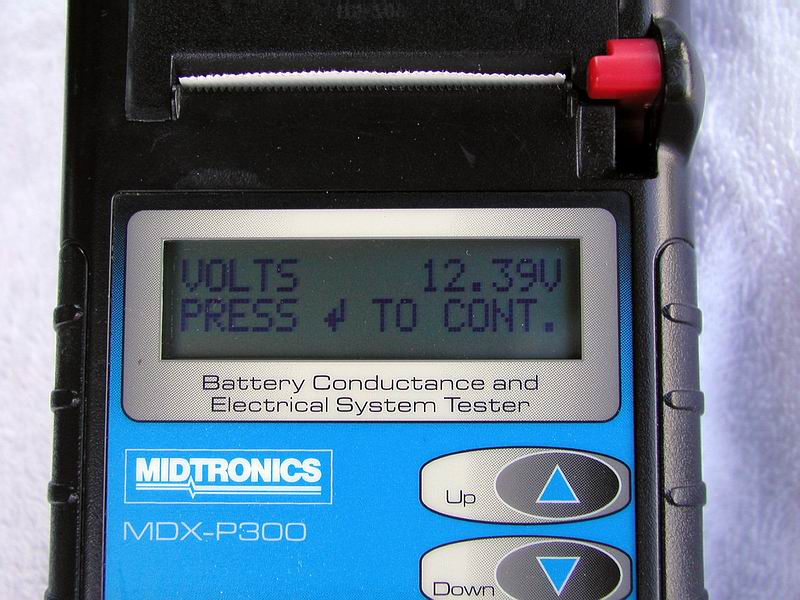 VOLTS 12.39V
PRESS ↲ TO CONT.
Battery Conductance and
Electrical System Tester
MIDTRONICS
MDX-P300
Up
Down